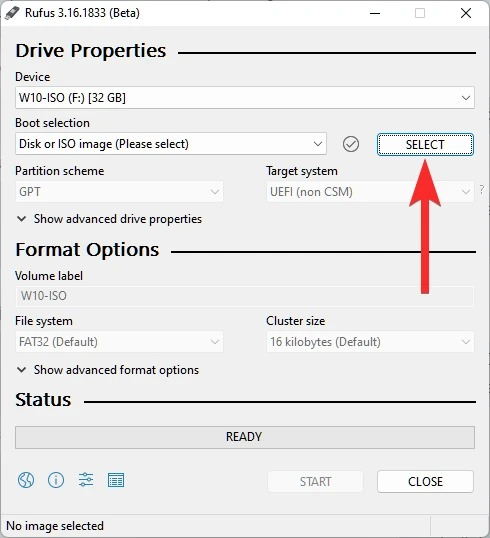 Rufus 3.16.1833 (Beta)
Drive Properties
Device
W10-ISO (F:) [32 GB]
Boot selection
Disk or ISO image (Please select)
SELECT
Partition scheme
Target system
GPT
UEFI (non CSM)
?
Show advanced drive properties
Format Options
Volume label
W10-ISO
File system
Cluster size
FAT32 (Default)
16 kilobytes (Default)
Show advanced format options
Status
READY
START
CLOSE
No image selected